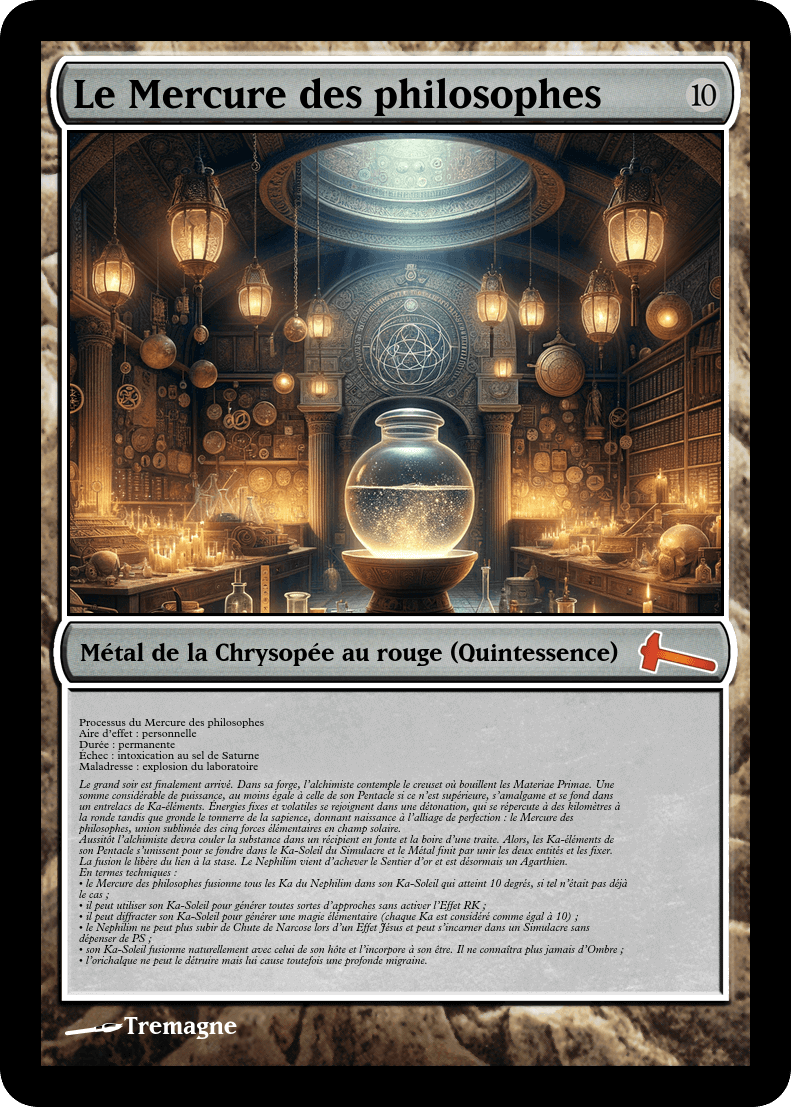 Le Mercure des philosophes
10
Métal de la Chrysopée au rouge (Quintessence)
Processus du Mercure des philosophes
Aire d'effet : personnelle
Durée : permanente
Échec : intoxication au sel de Saturne
Maladresse : explosion du laboratoire
Le grand soir est finalement arrivé. Dans sa forge, l'alchimiste contemple le creuset où bouillent les Materiae Primae. Une
somme considérable de puissance, au moins égale à celle de son Pentacle si ce n'est supérieure, s'amalgame et se fond dans
un entrelacs de Ka-éléments. Énergies fixes et volatiles se rejoignent dans une détonation, qui se répercute à des kilomètres à
la ronde tandis que gronde le tonnerre de la sapience, donnant naissance à l'alliage de perfection : le Mercure des
philosophes, union sublimée des cinq forces élémentaires en champ solaire.
Aussitôt l'alchimiste devra couler la substance dans un récipient en fonte et la boire d'une traite. Alors, les Ka-éléments de
son Pentacle s'unissent pour se fondre dans le Ka-Soleil du Simulacre et le Métal finit par unir les deux entités et les fixer.
La fusion le libère du lien à la stase. Le Nephilim vient d'achever le Sentier d'or et est désormais un Agarthien.
En termes techniques :
• le Mercure des philosophes fusionne tous les Ka du Nephilim dans son Ka-Soleil qui atteint 10 degrés, si tel n'était pas déjà
le cas ;
• il peut utiliser son Ka-Soleil pour générer toutes sortes d'approches sans activer l'Effet RK ;
• il peut diffracter son Ka-Soleil pour générer une magie élémentaire (chaque Ka est considéré comme égal à 10) ;
• le Nephilim ne peut plus subir de Chute de Narcose lors d'un Effet Jésus et peut s'incarner dans un Simulacre sans
dépenser de PS ;
• son Ka-Soleil fusionne naturellement avec celui de son hôte et l'incorpore à son être. Il ne connaîtra plus jamais d'Ombre ;
• l'orichalque ne peut le détruire mais lui cause toutefois une profonde migraine.
Tremagne